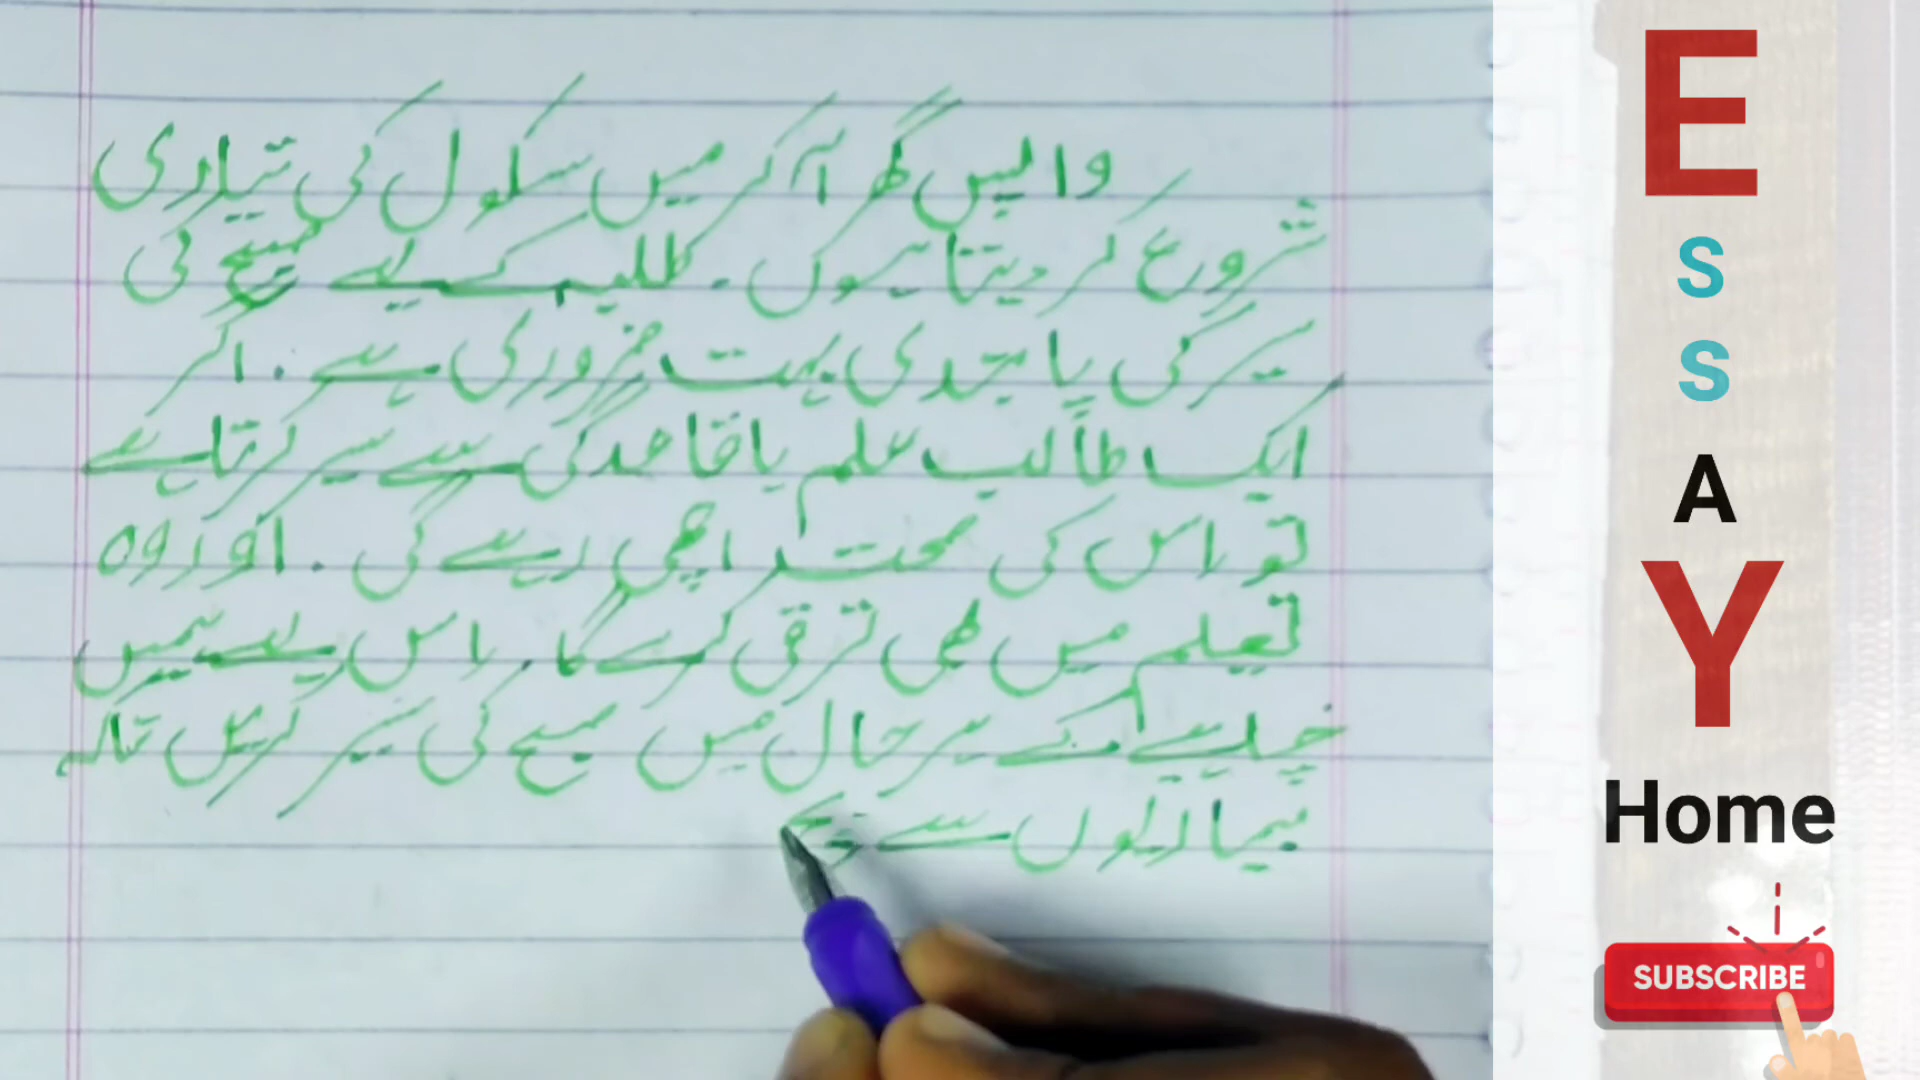 واپس گھر آ کر میں سکول کی تیاری
شروع کر دیتا ہوں۔ طلبہ کے لیے صبح کی
سیر کی پابندی بہت ضروری ہے۔ اگر
ایک طالب علم باقاعدگی سے سیر کرتا ہے
تو اس کی صحت اچھی رہے گی۔ اور وہ
تعلیم میں بھی ترقی کرے گا۔ اس لیے ہمیں
چاہیے کہ ہر حال میں صبح کی سیر کریں تاکہ
بیماریوں سے بچ
E
S
S
A
Y
Home
SUBSCRIBE